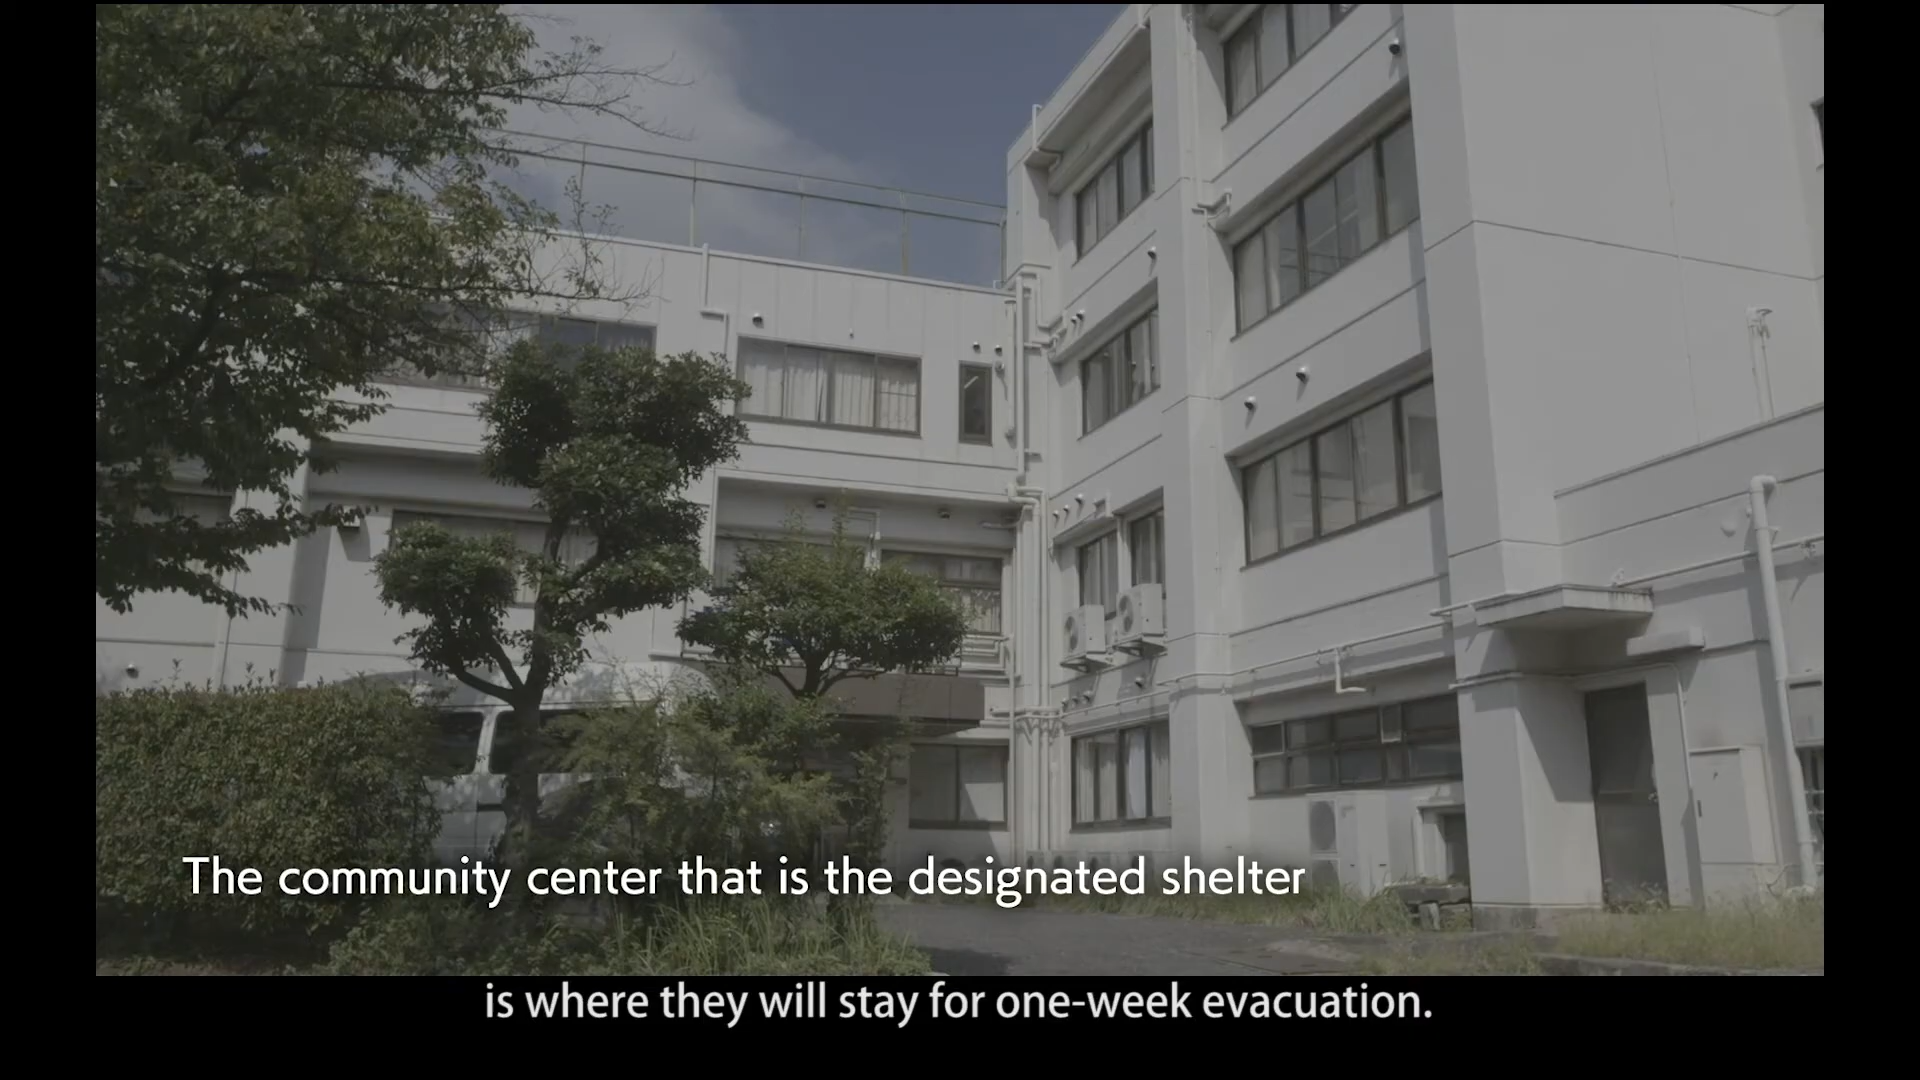 The community center that is the designated shelter
is where they will stay for one-week evacuation.